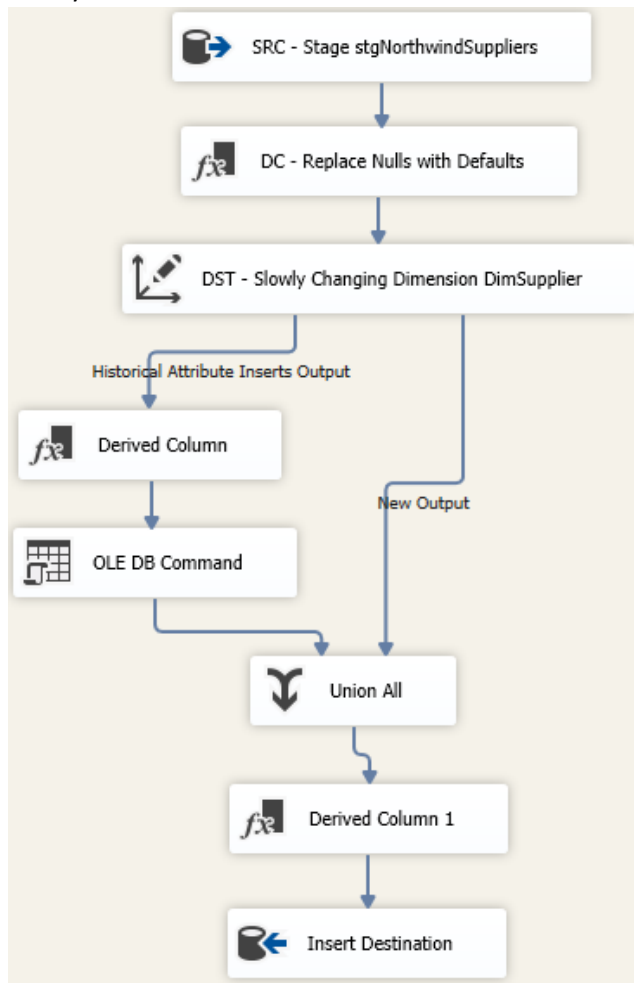 SRC - Stage stgNorthwindSuppliers
DC - Replace Nulls with Defaults
DST - Slowly Changing Dimension DimSupplier
Historical Attribute Inserts Output
Derived Column
New Output
OLE DB Command
Union All
Derived Column 1
Insert Destination